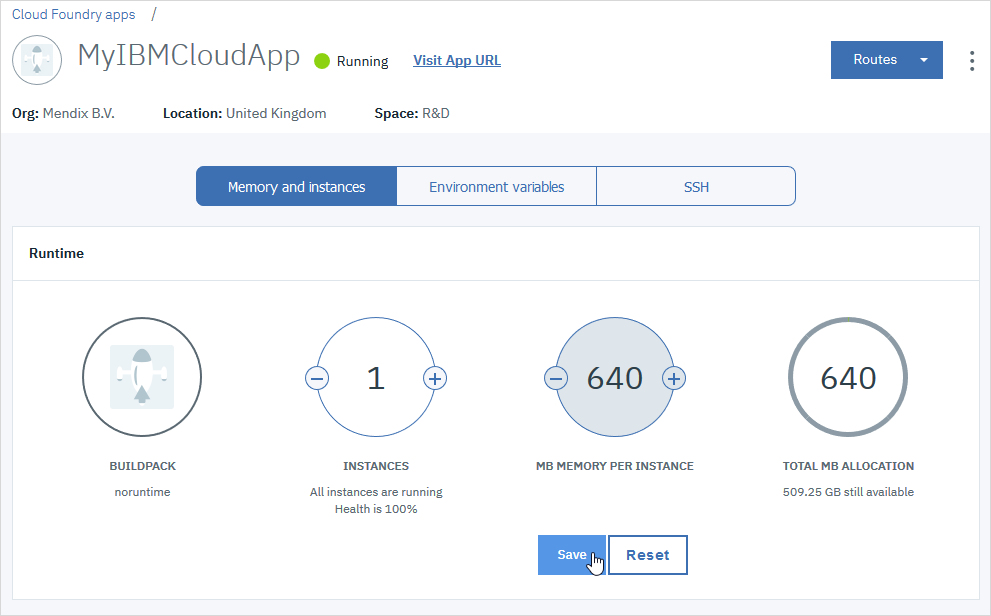 Cloud Foundry apps /
MyIBMCloudApp Running Visit App URL Routes
Org: Mendix B.V. Location: United Kingdom Space: R&D
Memory and instances Environment variables SSH
Runtime
1 640 640
BUILDPACK INSTANCES MB MEMORY PER INSTANCE TOTAL MB ALLOCATION
noruntime All instances are running 509.25 GB still available
Health is 100%
Save Reset